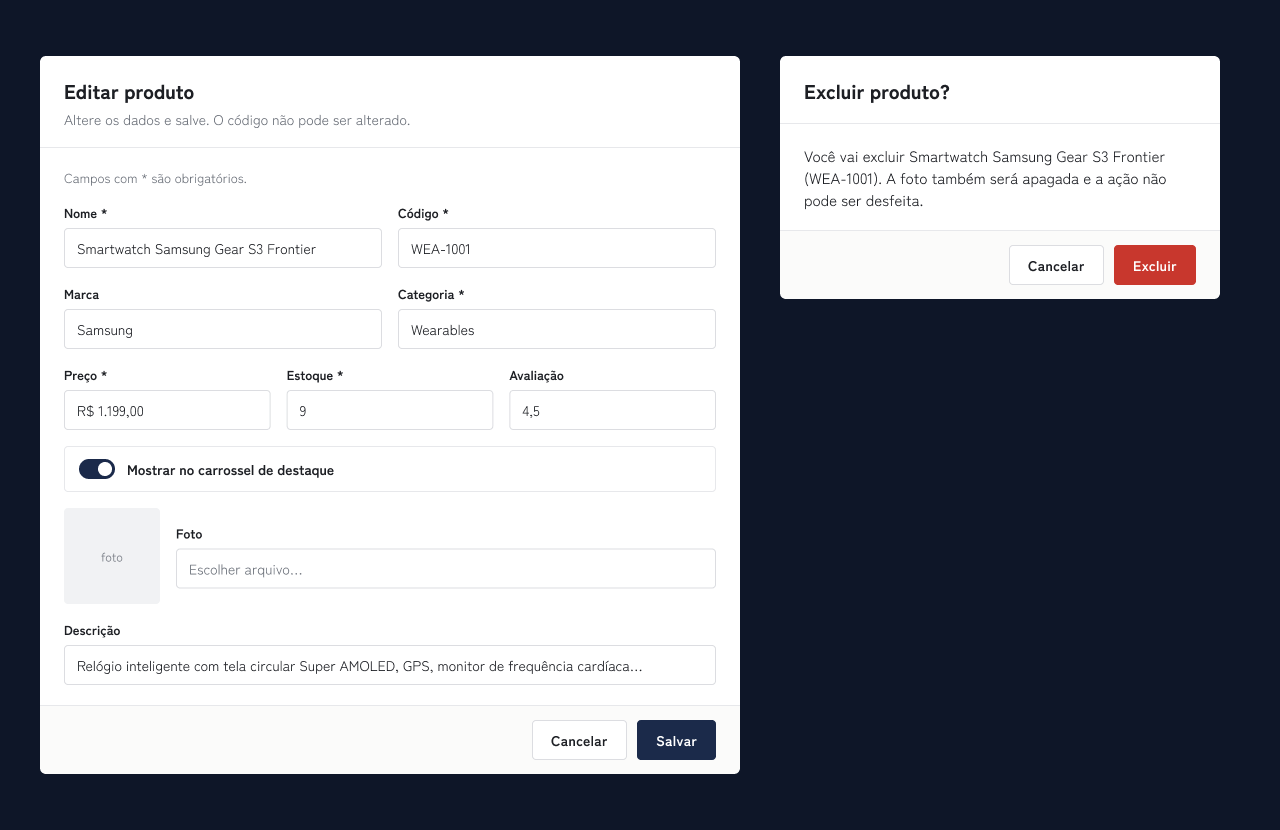 Editar produto
Altere os dados e salve. O código não pode ser alterado.
Campos com * são obrigatórios.
Nome *
Código *
Smartwatch Samsung Gear S3 Frontier
WEA-1001
Marca
Categoria *
Samsung
Wearables
Preço *
Estoque *
Avaliação
R$ 1.199,00
9
4,5
Mostrar no carrossel de destaque
foto
Foto
Escolher arquivo...
Descrição
Relógio inteligente com tela circular Super AMOLED, GPS, monitor de frequência cardíaca...
Cancelar
Salvar
Excluir produto?
Você vai excluir Smartwatch Samsung Gear S3 Frontier
(WEA-1001). A foto também será apagada e a ação não
pode ser desfeita.
Cancelar
Excluir